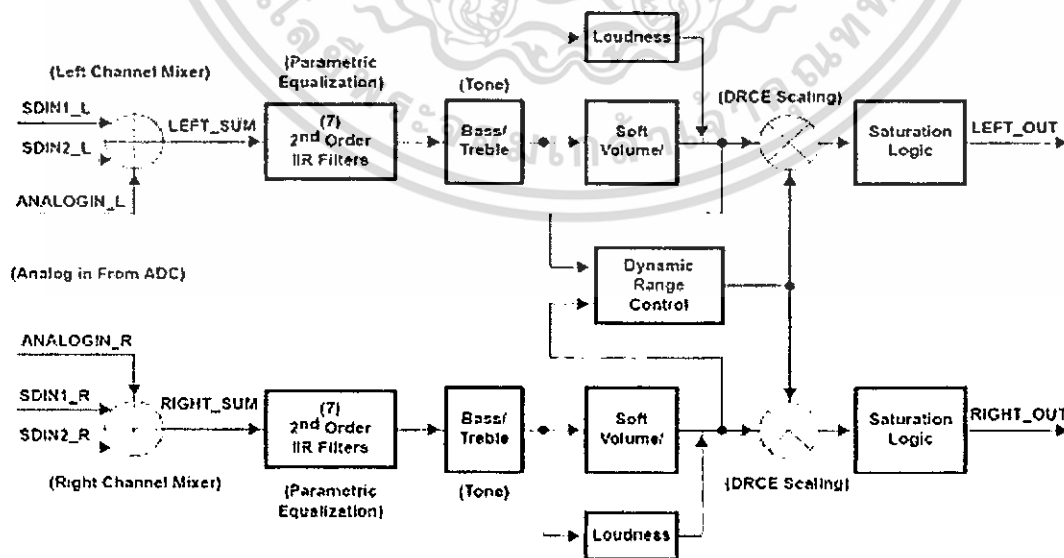 Loudness
(Left Channel Mixer)
(Parametric
Equalization)
(Tone)
(DRCE Scaling)
SDIN1_L
SDIN2_L
LEFT_SUM
ANALOGIN_L
(7)
2nd Order
IIR Filters
Bass/
Treble
Soft
Volume/
Saturation
Logic
LEFT_OUT
(Analog in From ADC)
Dynamic
Range
Control
ANALOGIN_R
SDIN1_R
SDIN2_R
RIGHT_SUM
(7)
2nd Order
IIR Filters
Bass/
Treble
Soft
Volume/
Saturation
Logic
RIGHT_OUT
(Right Channel Mixer)
(Parametric
Equalization)
(Tone)
(DRCE Scaling)
Loudness